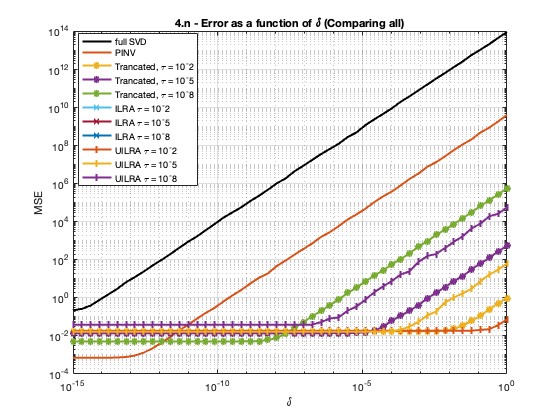 4.n - Error as a function of δ (Comparing all)
full SVD
PINV
Trancated, τ = 10^-2
Trancated, τ = 10^-5
Trancated, τ = 10^-8
ILRA τ = 10^-2
ILRA τ = 10^-5
ILRA τ = 10^-8
UILRA τ = 10^-2
UILRA τ = 10^-5
UILRA τ = 10^-8
MSE
10^14
10^12
10^10
10^8
10^6
10^4
10^2
10^0
10^-2
10^-4
10^-15
10^-10
10^-5
10^0
δ